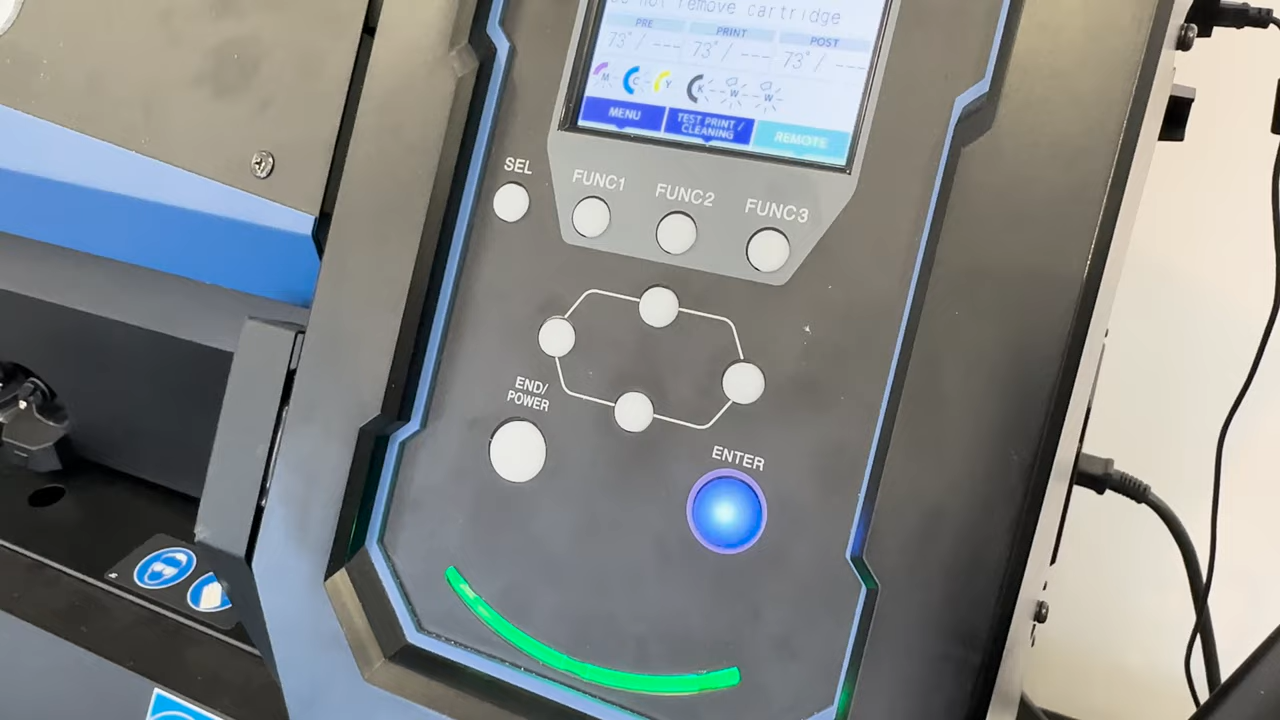 not remove cartridge
PRE PRINT POST
73°/ --- 73°/ --- 73°/ ---
M C Y K W W
MENU TEST PRINT / CLEANING REMOTE
SEL
FUNC1 FUNC2 FUNC3
END/
POWER
ENTER